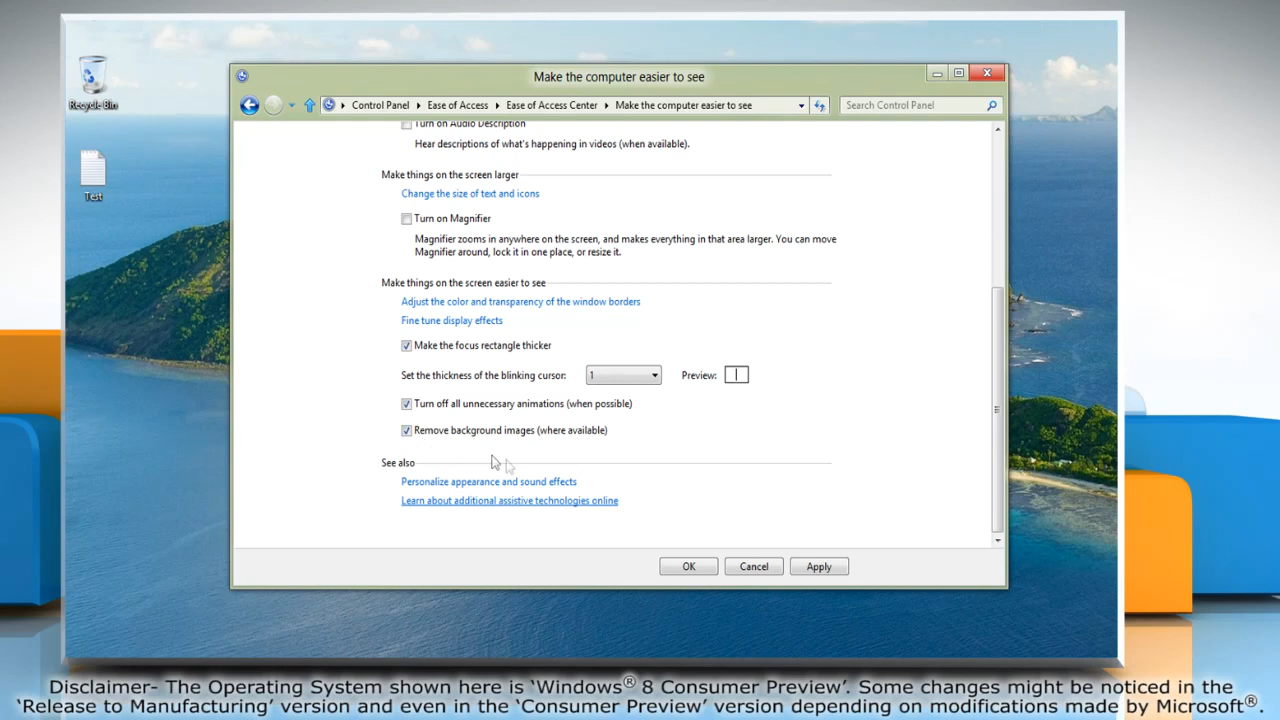 Recycle Bin
Test
Make the computer easier to see
Control Panel Ease of Access Ease of Access Center Make the computer easier to see
Search Control Panel
Turn on Audio Description
Hear descriptions of what's happening in videos (when available).
Make things on the screen larger
Change the size of text and icons
Turn on Magnifier
Magnifier zooms in anywhere on the screen, and makes everything in that area larger. You can move
Magnifier around, lock it in one place, or resize it.
Make things on the screen easier to see
Adjust the color and transparency of the window borders
Fine tune display effects
Make the focus rectangle thicker
Set the thickness of the blinking cursor: 1 Preview:
Turn off all unnecessary animations (when possible)
Remove background images (where available)
See also
Personalize appearance and sound effects
Learn about additional assistive technologies online
OK Cancel Apply
Disclaimer- The Operating System shown here is ‘Windows® 8 Consumer Preview’. Some changes might be noticed in the
‘Release to Manufacturing’ version and even in the ‘Consumer Preview’ version depending on modifications made by Microsoft®.